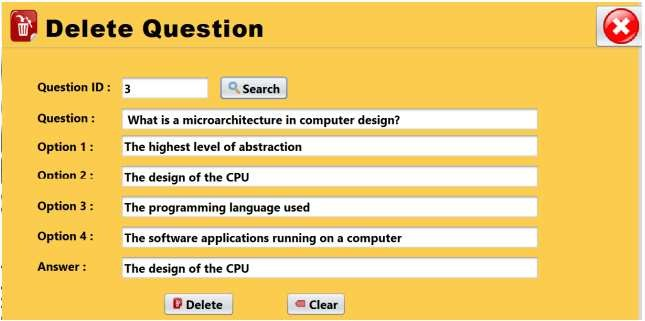 Delete Question
Question ID : 3 Search
Question : What is a microarchitecture in computer design?
Option 1 : The highest level of abstraction
Option 2 : The design of the CPU
Option 3 : The programming language used
Option 4 : The software applications running on a computer
Answer : The design of the CPU
Delete Clear